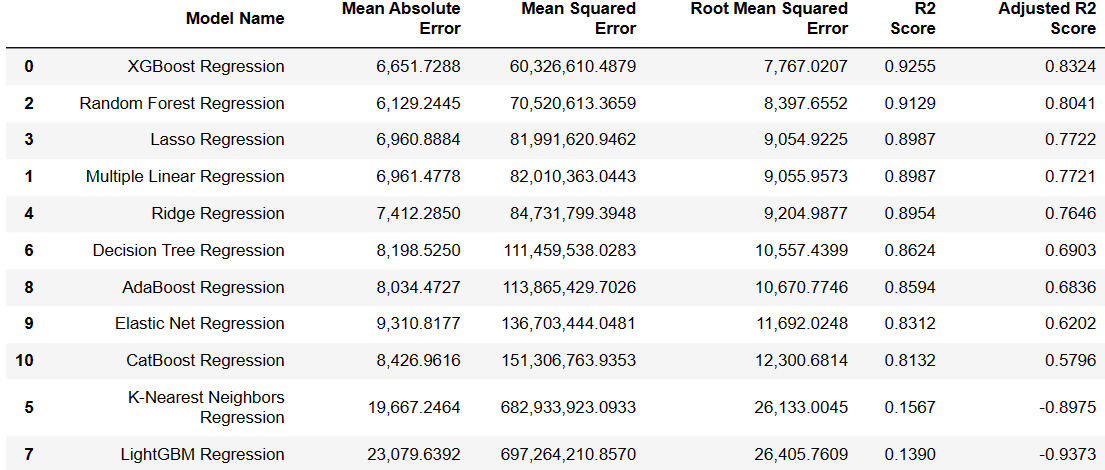 Model Name Mean Absolute Error Mean Squared Error Root Mean Squared Error R2 Score Adjusted R2 Score
0 XGBoost Regression 6,651.7288 60,326,610.4879 7,767.0207 0.9255 0.8324
2 Random Forest Regression 6,129.2445 70,520,613.3659 8,397.6552 0.9129 0.8041
3 Lasso Regression 6,960.8884 81,991,620.9462 9,054.9225 0.8987 0.7722
1 Multiple Linear Regression 6,961.4778 82,010,363.0443 9,055.9573 0.8987 0.7721
4 Ridge Regression 7,412.2850 84,731,799.3948 9,204.9877 0.8954 0.7646
6 Decision Tree Regression 8,198.5250 111,459,538.0283 10,557.4399 0.8624 0.6903
8 AdaBoost Regression 8,034.4727 113,865,429.7026 10,670.7746 0.8594 0.6836
9 Elastic Net Regression 9,310.8177 136,703,444.0481 11,692.0248 0.8312 0.6202
10 CatBoost Regression 8,426.9616 151,306,763.9353 12,300.6814 0.8132 0.5796
5 K-Nearest Neighbors Regression 19,667.2464 682,933,923.0933 26,133.0045 0.1567 -0.8975
7 LightGBM Regression 23,079.6392 697,264,210.8570 26,405.7609 0.1390 -0.9373